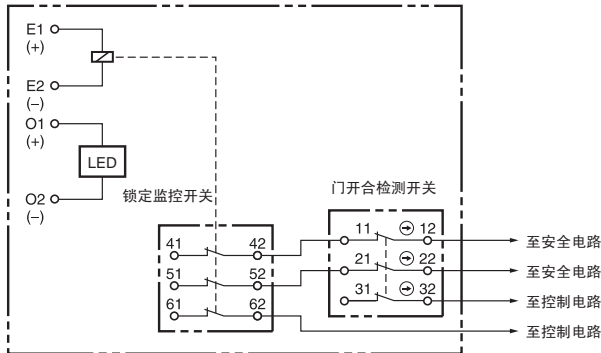 E1
(+)
E2
(−)
O1
(+)
LED
O2
(−)
锁定监控开关
门开合检测开关
41 42
51 52
61 62
11 12
21 22
31 32
至安全电路
至安全电路
至控制电路
至控制电路